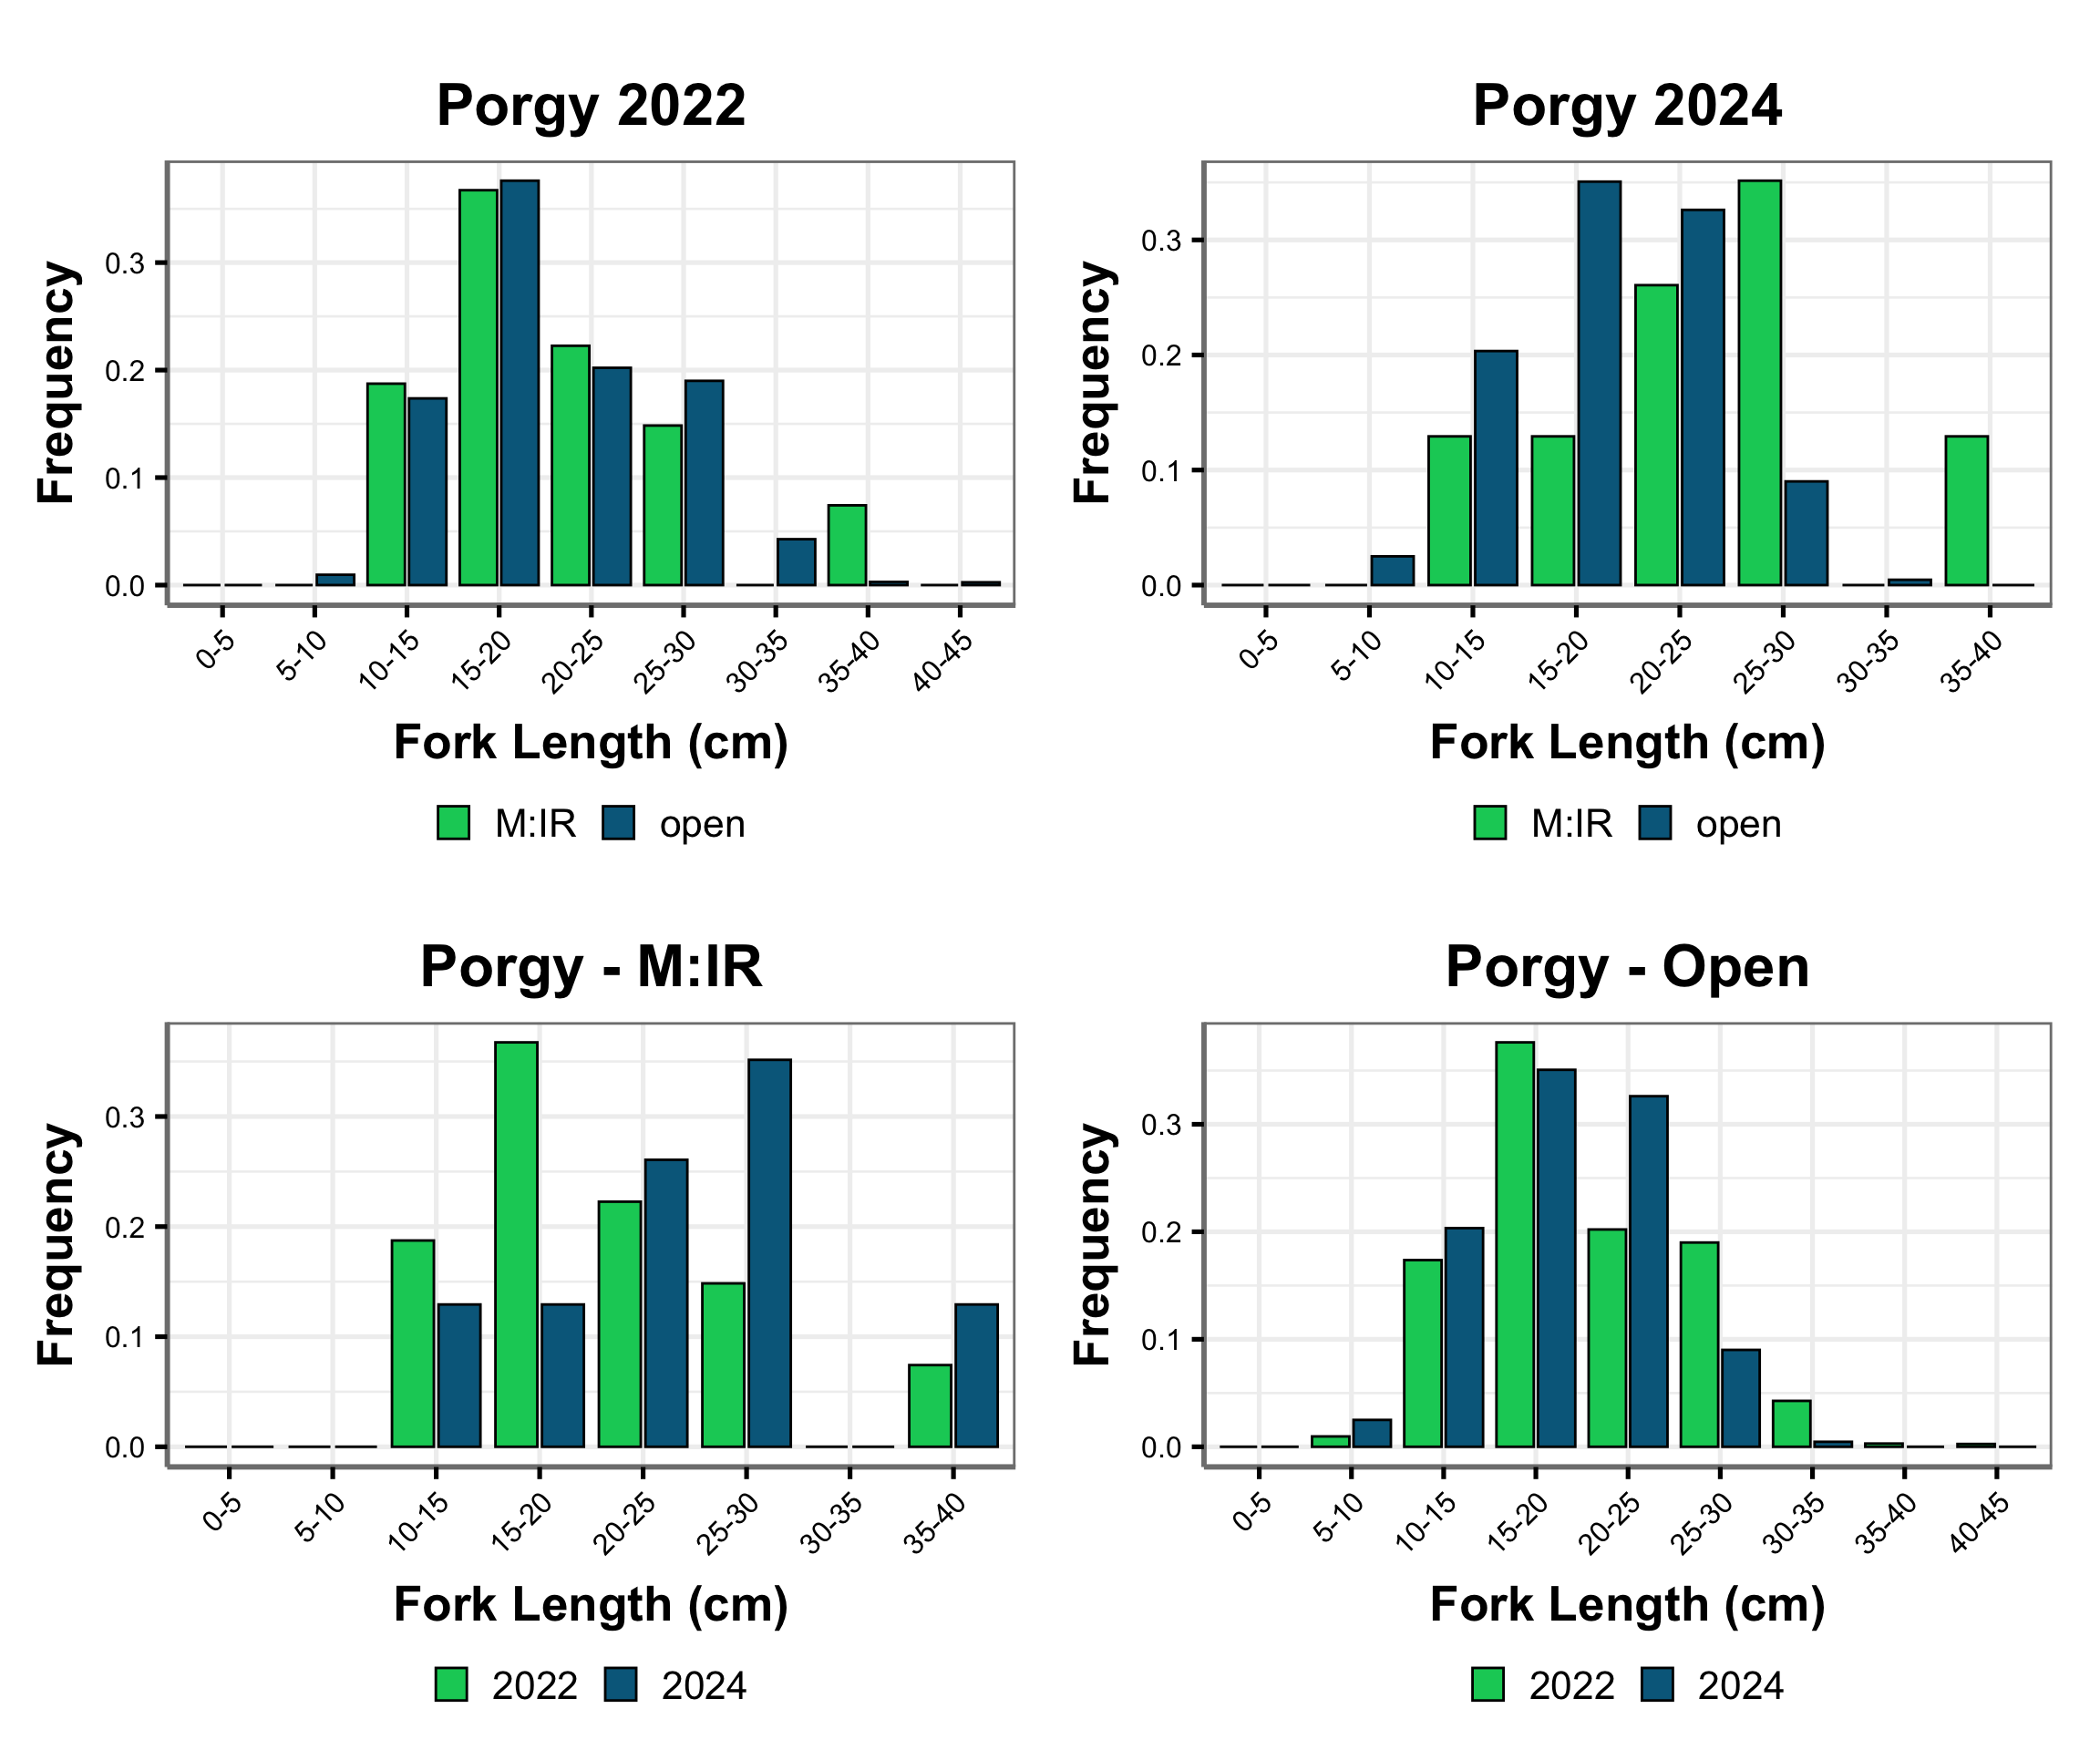 Porgy 2022
Frequency
0.3
0.2
0.1
0.0
0-5 5-10 10-15 15-20 20-25 25-30 30-35 35-40 40-45
Fork Length (cm)
M:IR open
Porgy 2024
Frequency
0.3
0.2
0.1
0.0
0-5 5-10 10-15 15-20 20-25 25-30 30-35 35-40
Fork Length (cm)
M:IR open
Porgy - M:IR
Frequency
0.3
0.2
0.1
0.0
0-5 5-10 10-15 15-20 20-25 25-30 30-35 35-40
Fork Length (cm)
2022 2024
Porgy - Open
Frequency
0.3
0.2
0.1
0.0
0-5 5-10 10-15 15-20 20-25 25-30 30-35 35-40 40-45
Fork Length (cm)
2022 2024